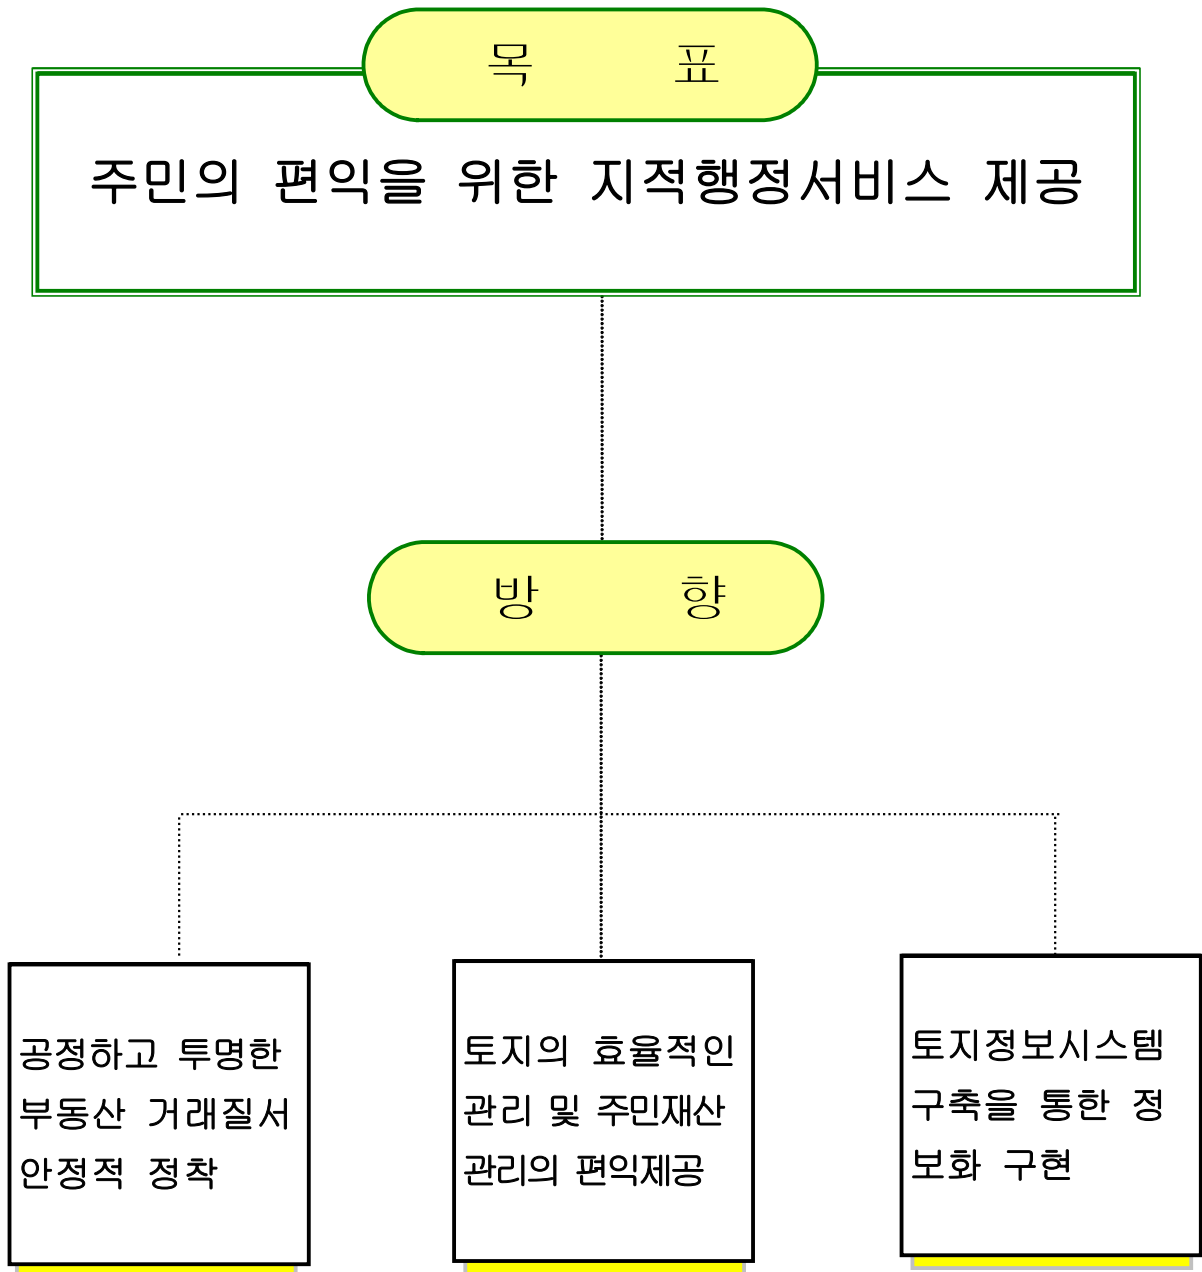 목 표
주민의 편익을 위한 지적행정서비스 제공
방 향
공정하고 투명한
부동산 거래질서
안정적 정착
토지의 효율적인
관리 및 주민재산
관리의 편익제공
토지정보시스템
구축을 통한 정
보화 구현